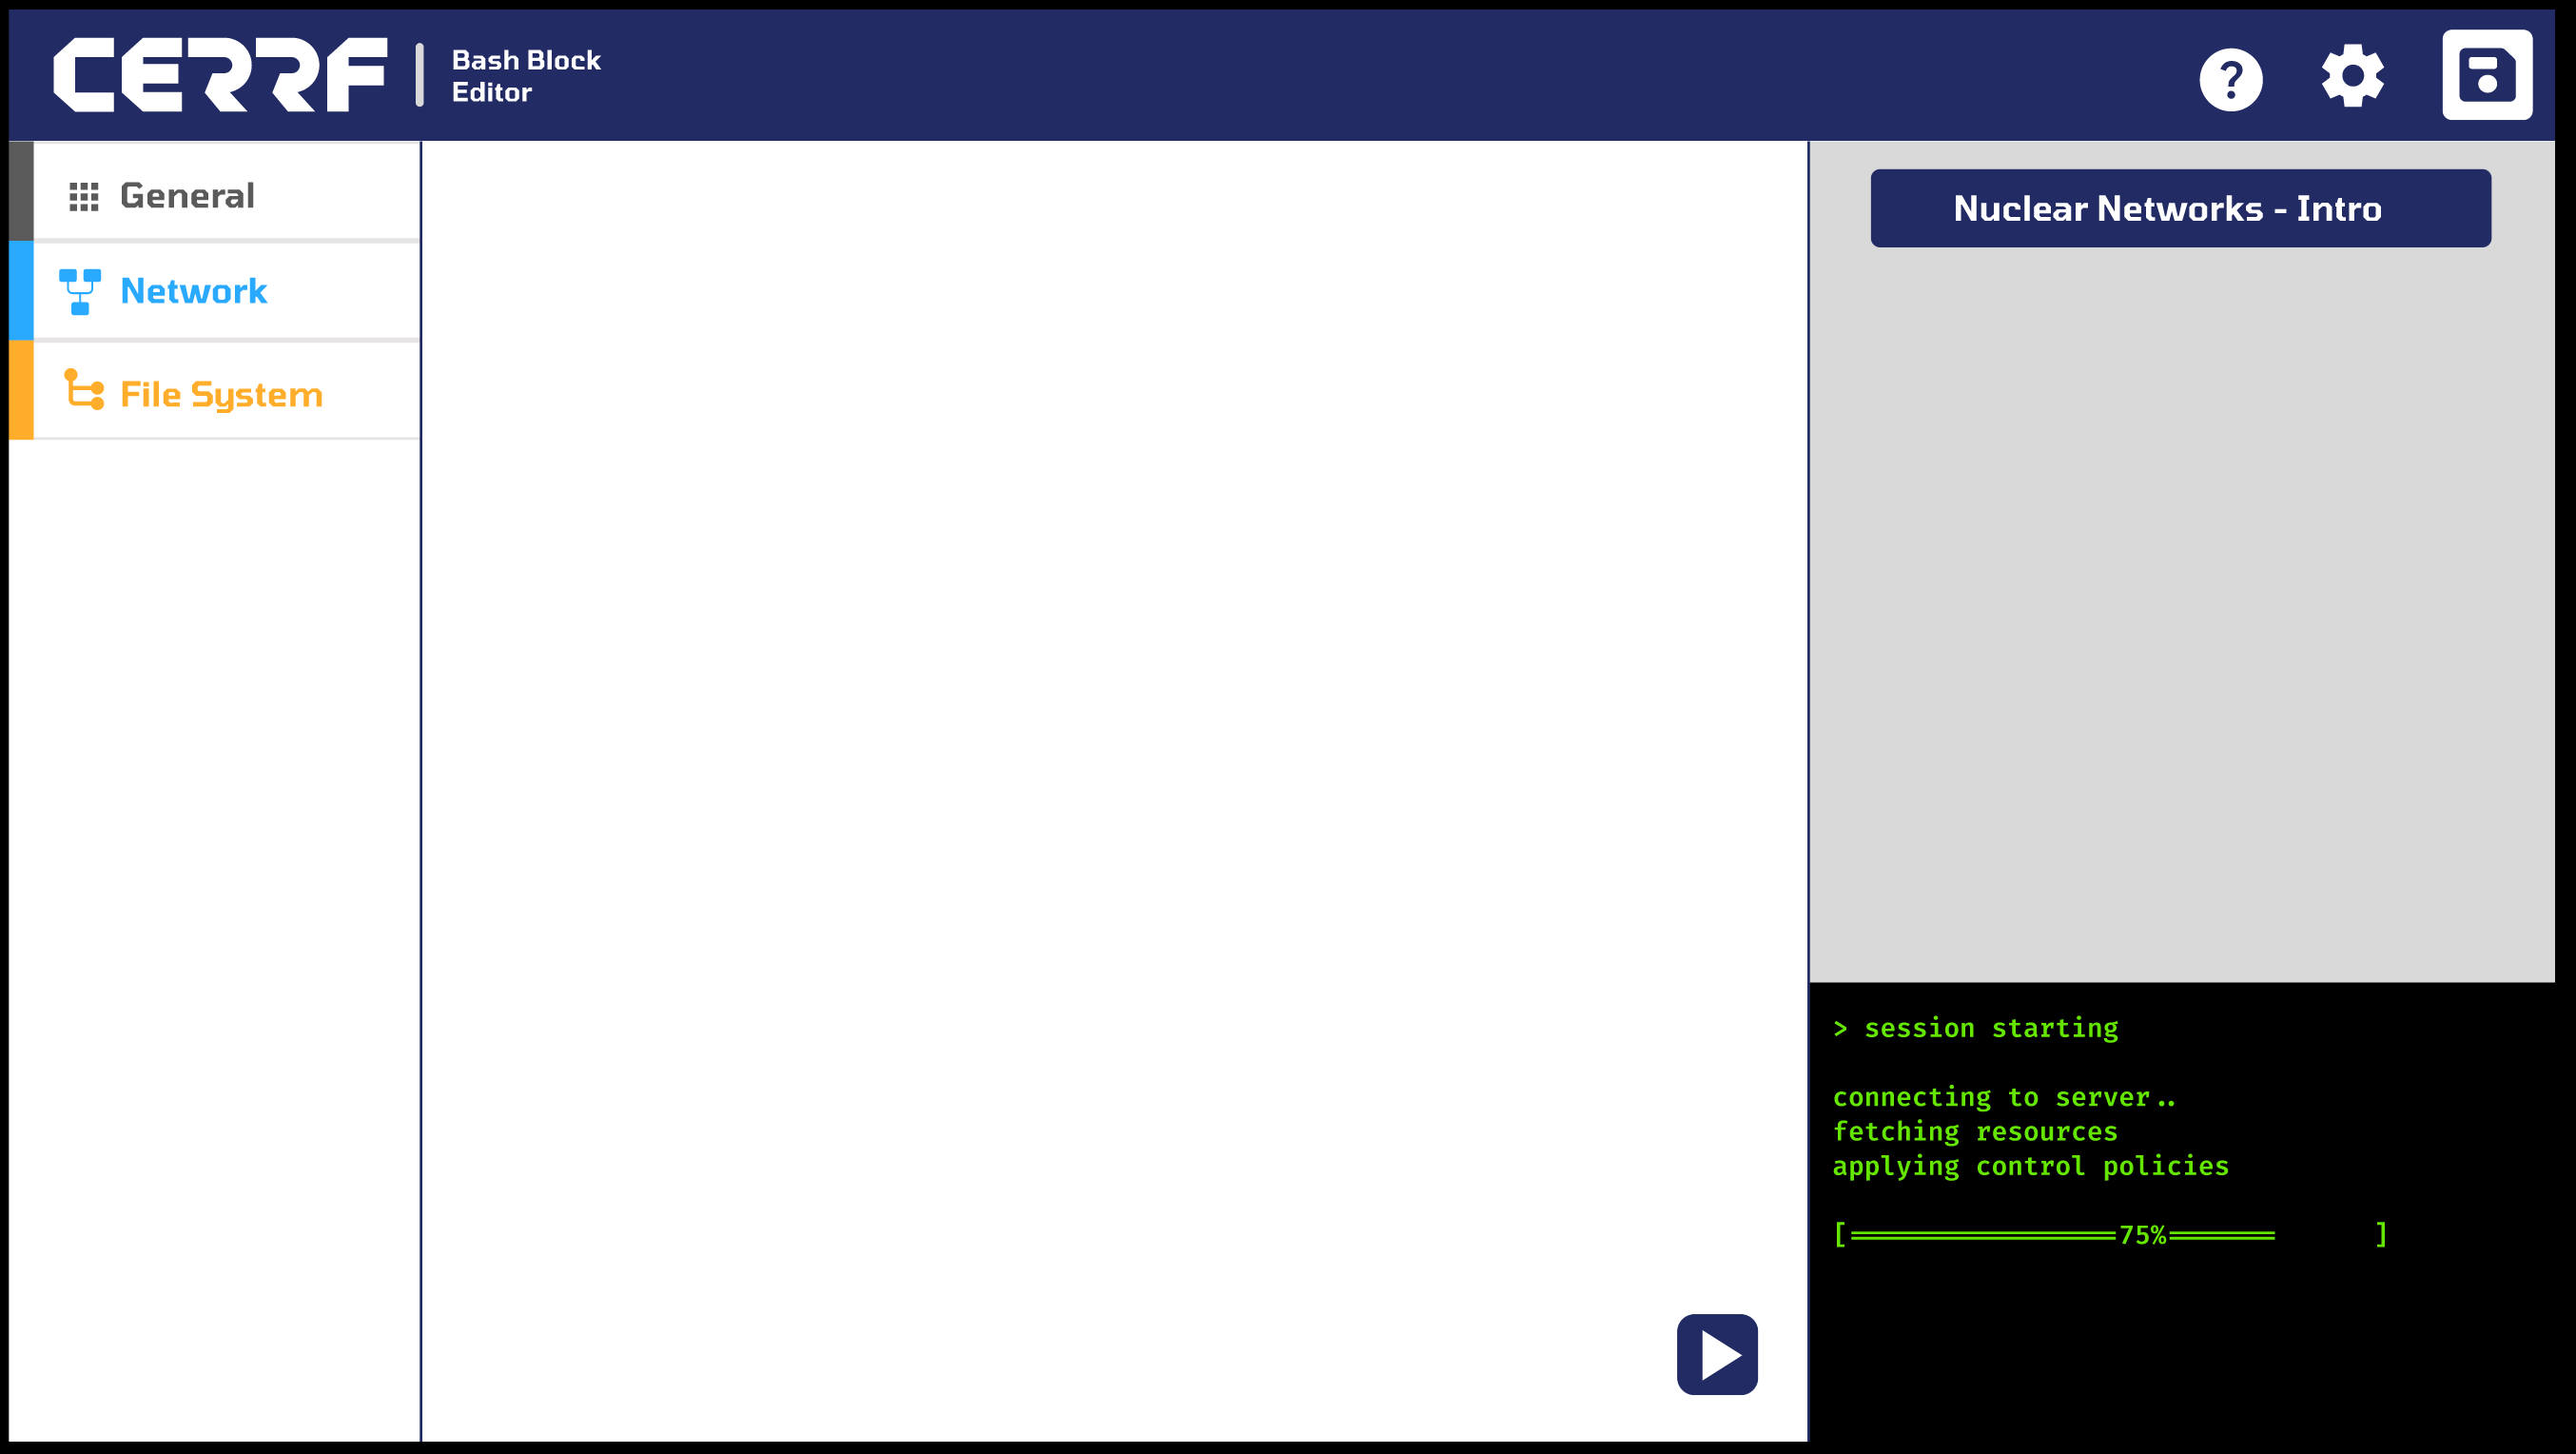 CERRF
Bash Block
Editor
?
General
Network
File System
Nuclear Networks - Intro
> session starting
connecting to server..
fetching resources
applying control policies
[=================75%======= ]